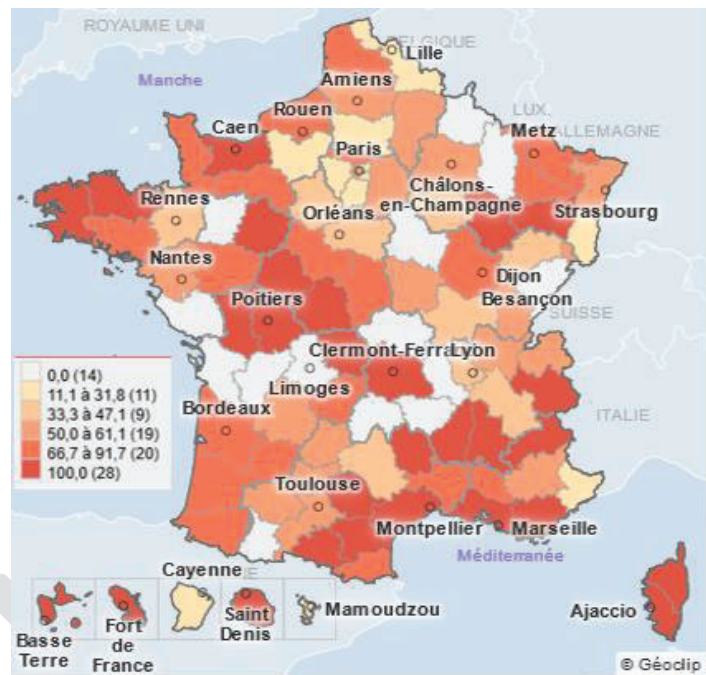 ROYAUME UNI
BELGIQUE
Lille
Manche
Amiens
Rouen
LUX.
Caen
Metz
ALLEMAGNE
Paris
Rennes
Châlons-
en-Champagne
Strasbourg
Orléans
Nantes
Dijon
Besançon
Poitiers
SUISSE
0,0 (14)
11,1 à 31,8 (11)
33,3 à 47,1 (9)
50,0 à 61,1 (19)
66,7 à 91,7 (20)
100,0 (28)
Clermont-Ferra
Lyon
Limoges
Bordeaux
ITALIE
Toulouse
Montpellier
Marseille
Méditerranée
Cayenne
Saint
Denis
Mamoudzou
Ajaccio
Basse
Terre
Fort
de
France
© Géoclip